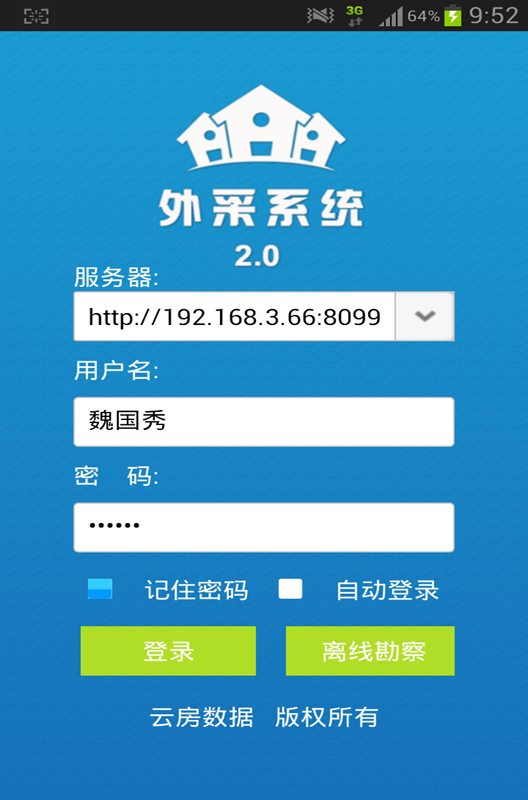 3G 64% 9:52
外采系统
2.0
服务器:
http://192.168.3.66:8099
用户名:
魏国秀
密 码:
••••••
记住密码 自动登录
登录 离线勘察
云房数据 版权所有